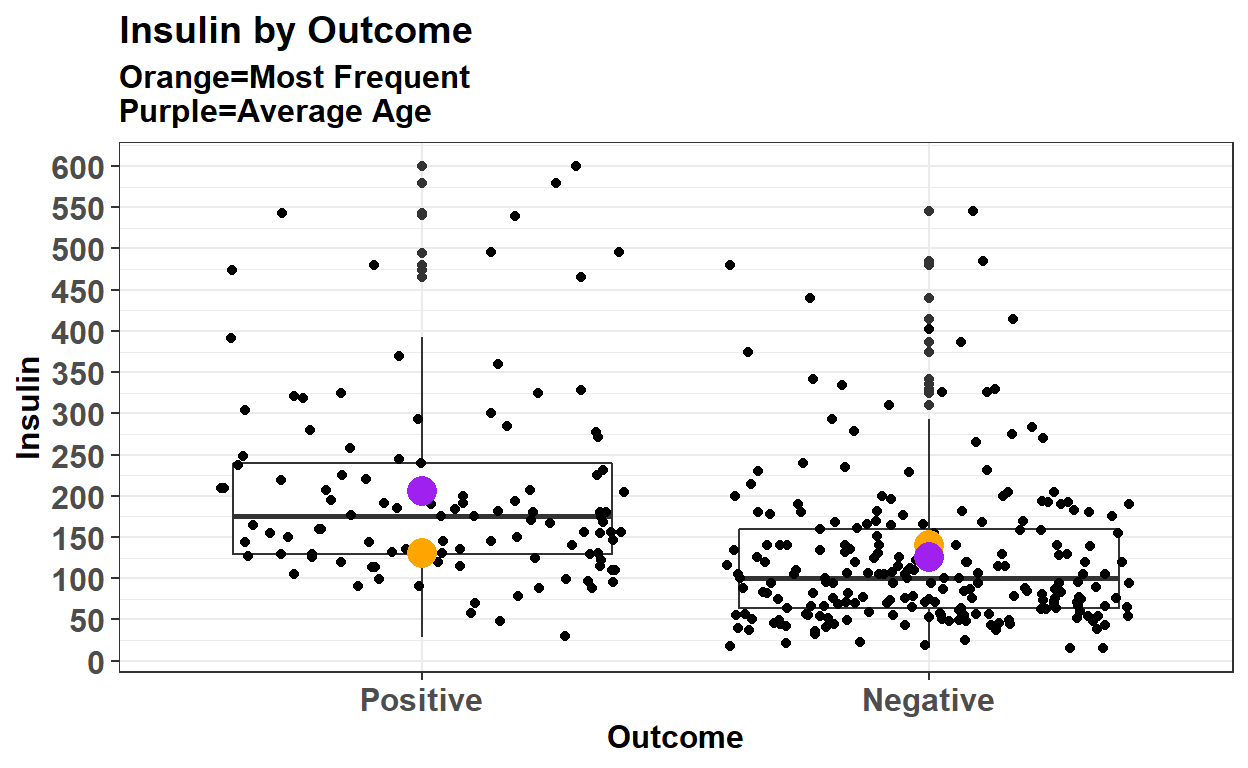 Insulin by Outcome
Orange=Most Frequent
Purple=Average Age
600
550
500
450
400
350
300
250
200
150
100
50
0
Insulin
Positive
Negative
Outcome